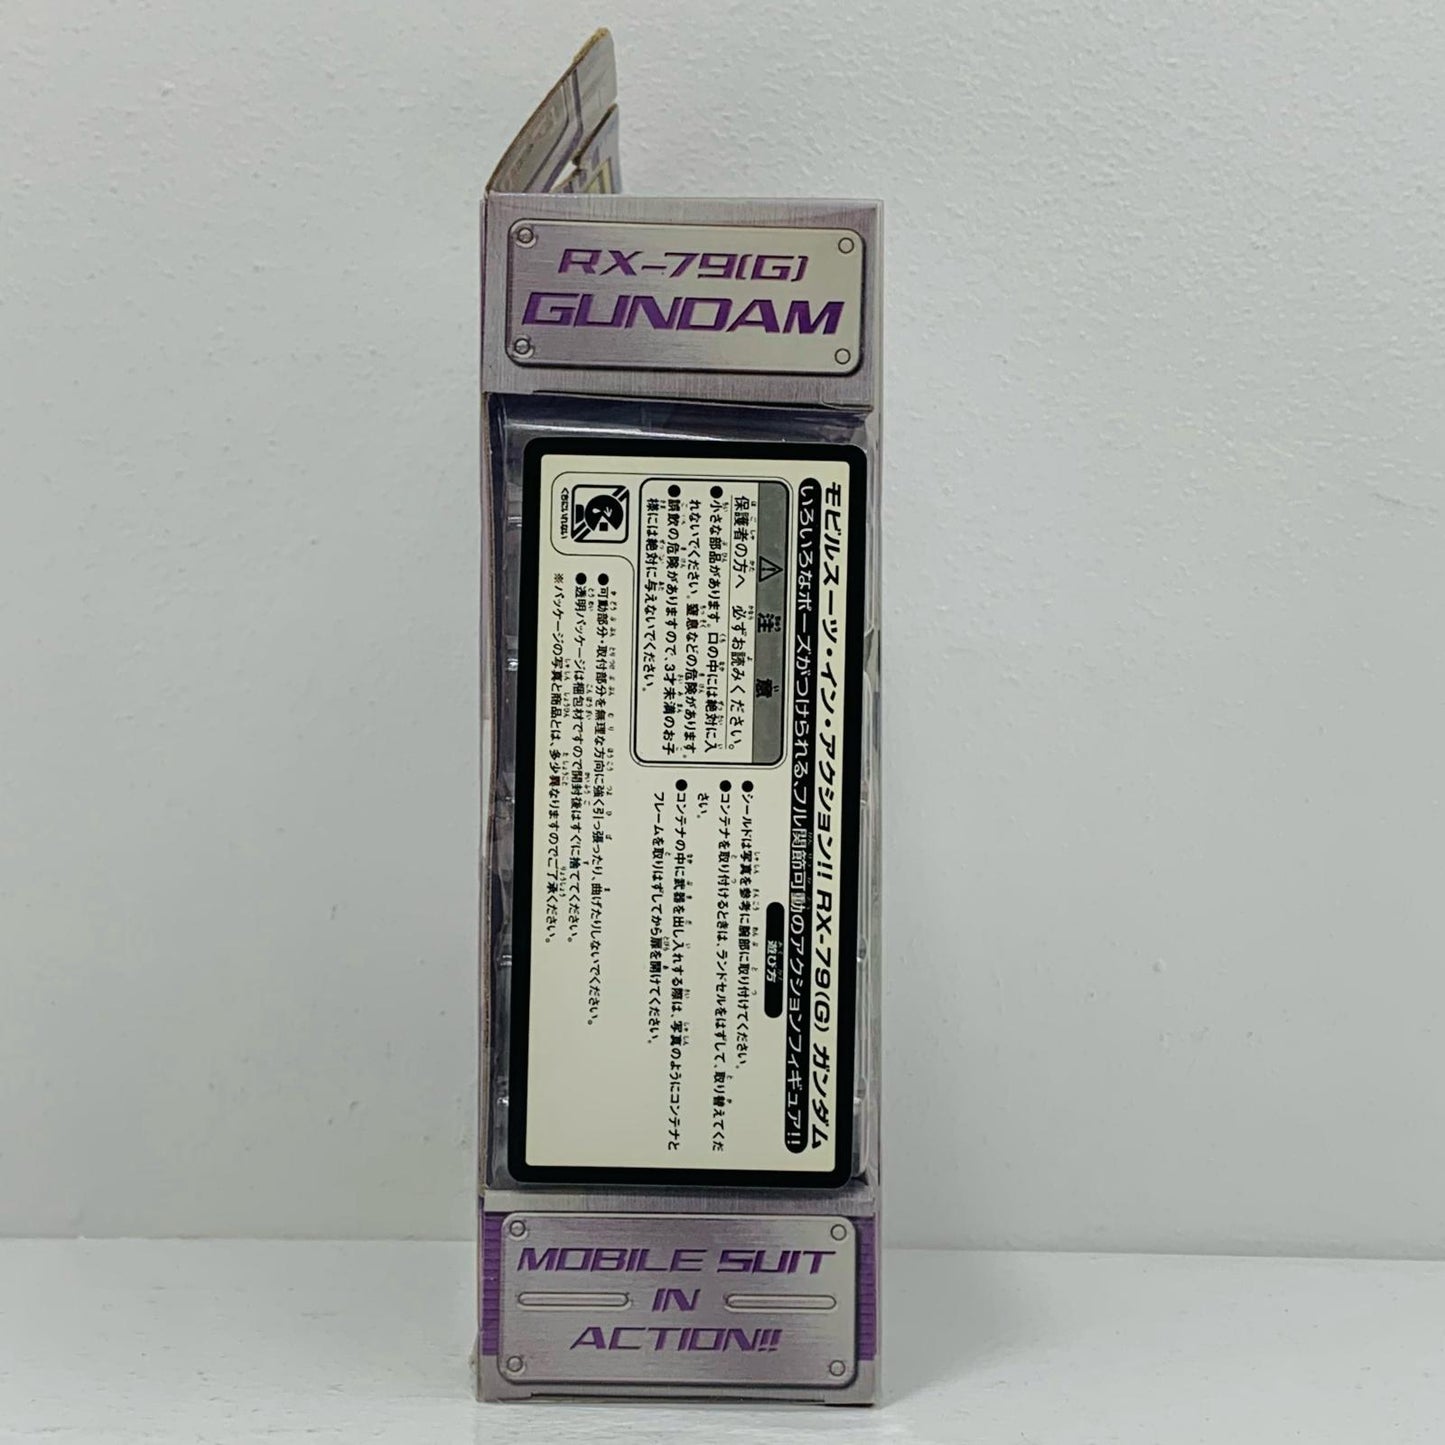 RX-79(G)
GUNDAM
モビルスーツ・イン・アクション!! RX-79(G) ガンダム
いろいろなポーズがつけられる、フル関節可動のアクションフィギュア!!
⚠ 注意
保護者の方へ 必ずお読みください。
●小さな部品があります。口の中には絶対に入
れないでください。窒息などの危険があります。
●誤飲の危険がありますので、3才未満のお子
様には絶対に与えないでください。
くちにいれない
遊び方
●シールドは写真を参考に腕部に取り付けてください。
●コンテナを取り付けるときは、ランドセルをはずして、取り替えてくだ
さい。
●コンテナの中に武器を出し入れする際は、写真のようにコンテナと
フレームを取りはずしてから扉を開けてください。
●可動部分・取付部分を無理な方向に強く引っ張ったり、曲げたりしないでください。
●透明パッケージは梱包材ですので開封後はすぐに捨ててください。
※パッケージの写真と商品とは、多少異なりますのでご了承ください。
MOBILE SUIT
IN
ACTION!!